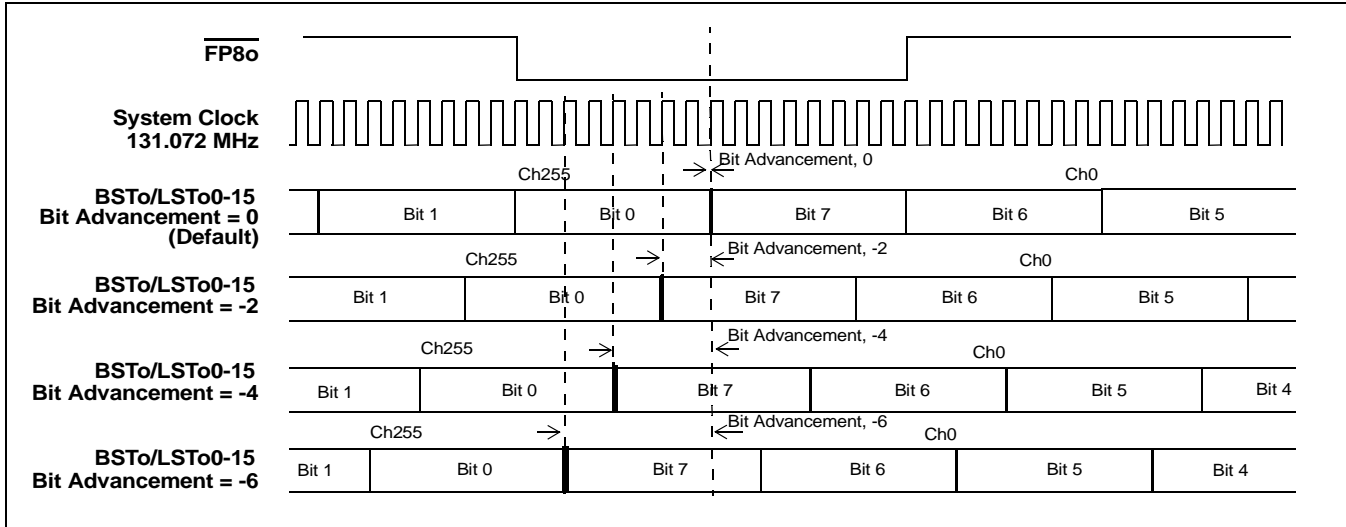 FP8o
System Clock
131.072 MHz
Bit Advancement, 0
Ch255
Ch0
BSTo/LSTo0-15
Bit Advancement = 0
(Default)
Bit 1
Bit 0
Bit 7
Bit 6
Bit 5
Bit Advancement, -2
Ch255
Ch0
BSTo/LSTo0-15
Bit Advancement = -2
Bit 1
Bit 0
Bit 7
Bit 6
Bit 5
Bit Advancement, -4
Ch255
Ch0
BSTo/LSTo0-15
Bit Advancement = -4
Bit 1
Bit 0
Bit 7
Bit 6
Bit 5
Bit 4
Bit Advancement, -6
Ch255
Ch0
BSTo/LSTo0-15
Bit Advancement = -6
Bit 1
Bit 0
Bit 7
Bit 6
Bit 5
Bit 4